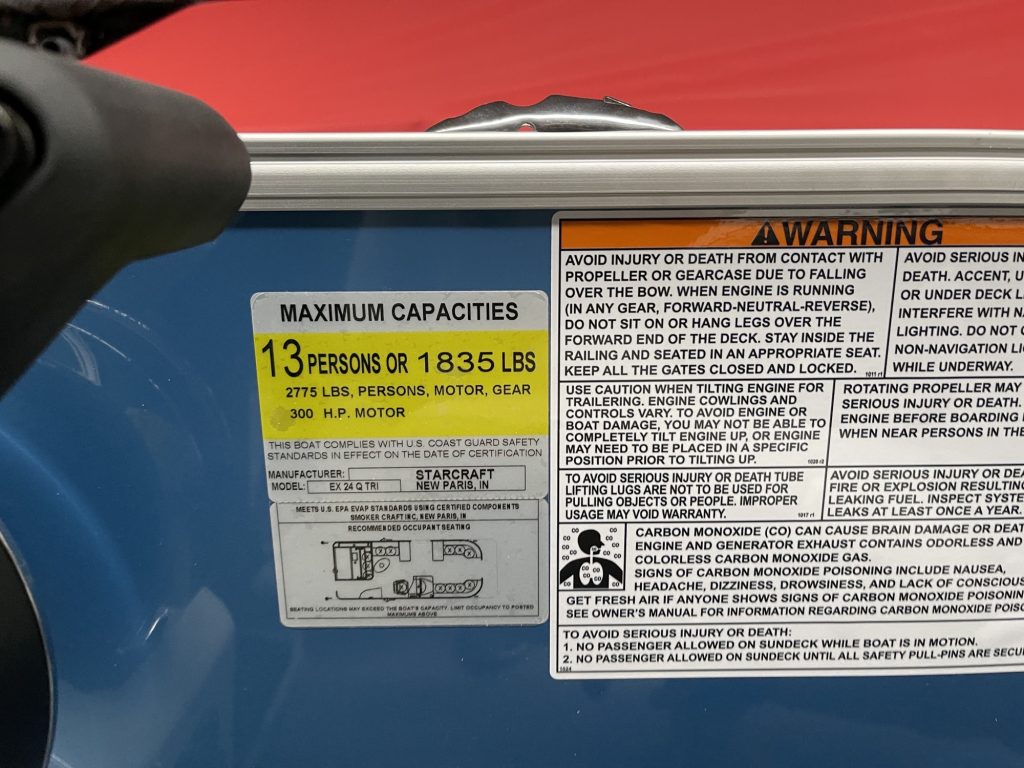 MAXIMUM CAPACITIES
13 PERSONS OR 1835 LBS
2775 LBS, PERSONS, MOTOR, GEAR
300 H.P. MOTOR
THIS BOAT COMPLIES WITH U.S. COAST GUARD SAFETY
STANDARDS IN EFFECT ON THE DATE OF CERTIFICATION
MANUFACTURER: STARCRAFT
MODEL: EX 24 Q TRI NEW PARIS, IN
MEETS U.S. EPA EVAP STANDARDS USING CERTIFIED COMPONENTS
SMOKER CRAFT INC, NEW PARIS, IN
RECOMMENDED OCCUPANT SEATING
SEATING LOCATIONS MAY EXCEED THE BOAT'S CAPACITY. LIMIT OCCUPANCY TO POSTED
MAXIMUMS ABOVE
WARNING
AVOID INJURY OR DEATH FROM CONTACT WITH
PROPELLER OR GEARCASE DUE TO FALLING
OVER THE BOW. WHEN ENGINE IS RUNNING
(IN ANY GEAR, FORWARD-NEUTRAL-REVERSE),
DO NOT SIT ON OR HANG LEGS OVER THE
FORWARD END OF THE DECK. STAY INSIDE THE
RAILING AND SEATED IN AN APPROPRIATE SEAT.
KEEP ALL THE GATES CLOSED AND LOCKED. 1011 r1
AVOID SERIOUS IN
DEATH. ACCENT, U
OR UNDER DECK L
INTERFERE WITH NA
LIGHTING. DO NOT
NON-NAVIGATION LI
WHILE UNDERWAY.
USE CAUTION WHEN TILTING ENGINE FOR
TRAILERING. ENGINE COWLINGS AND
CONTROLS VARY. TO AVOID ENGINE OR
BOAT DAMAGE, YOU MAY NOT BE ABLE TO
COMPLETELY TILT ENGINE UP, OR ENGINE
MAY NEED TO BE PLACED IN A SPECIFIC
POSITION PRIOR TO TILTING UP. 1028 r2
ROTATING PROPELLER MAY
SERIOUS INJURY OR DEATH.
ENGINE BEFORE BOARDING
WHEN NEAR PERSONS IN THE
TO AVOID SERIOUS INJURY OR DEATH TUBE
LIFTING LUGS ARE NOT TO BE USED FOR
PULLING OBJECTS OR PEOPLE. IMPROPER
USAGE MAY VOID WARRANTY. 1017 r1
AVOID SERIOUS INJURY OR DEA
FIRE OR EXPLOSION RESULTING
LEAKING FUEL. INSPECT SYSTE
LEAKS AT LEAST ONCE A YEAR.
CARBON MONOXIDE (CO) CAN CAUSE BRAIN DAMAGE OR DEAT
ENGINE AND GENERATOR EXHAUST CONTAINS ODORLESS AND
COLORLESS CARBON MONOXIDE GAS.
SIGNS OF CARBON MONOXIDE POISONING INCLUDE NAUSEA,
HEADACHE, DIZZINESS, DROWSINESS, AND LACK OF CONSCIOUS
GET FRESH AIR IF ANYONE SHOWS SIGNS OF CARBON MONOXIDE POISONIN
SEE OWNER'S MANUAL FOR INFORMATION REGARDING CARBON MONOXIDE POISO
TO AVOID SERIOUS INJURY OR DEATH:
1. NO PASSENGER ALLOWED ON SUNDECK WHILE BOAT IS IN MOTION.
2. NO PASSENGER ALLOWED ON SUNDECK UNTIL ALL SAFETY PULL-PINS ARE SECU
1024